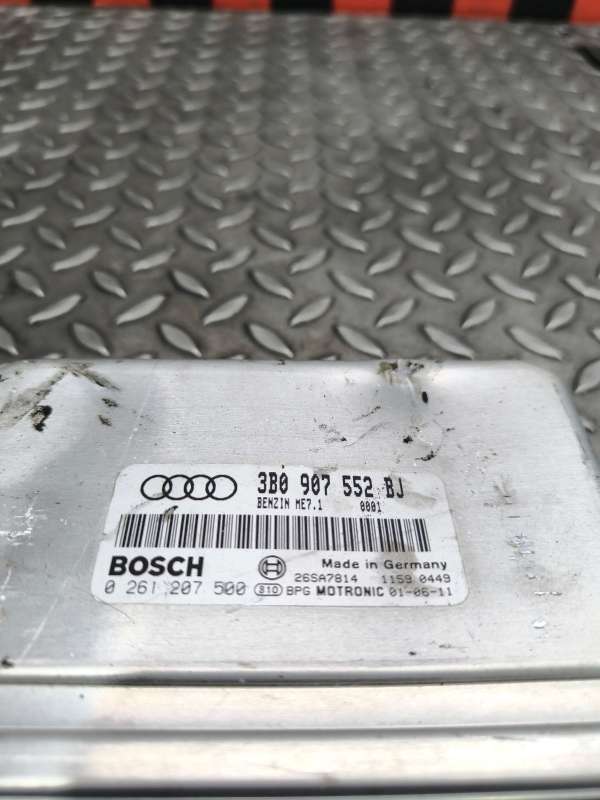 3B0 907 552 BJ
BENZIN ME7.1 0001
BOSCH
Made in Germany
26SA7814 1159 0449
0 261 207 500 810 BPG MOTRONIC 01-06-11